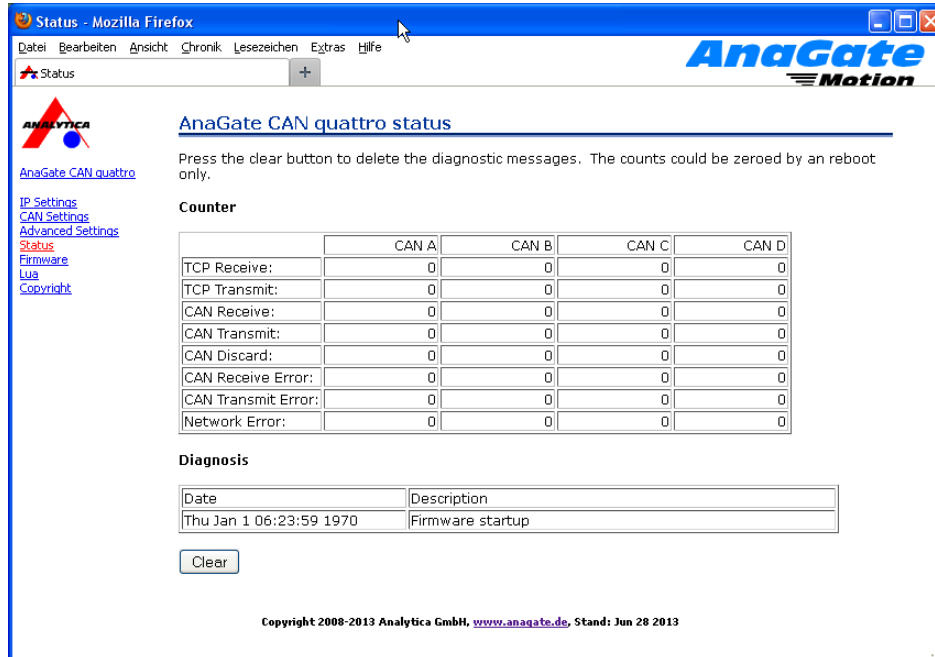 Status - Mozilla Firefox
Datei Bearbeiten Ansicht Chronik Lesezeichen Extras Hilfe
AnaGate
Status +
Motion
ANALYTICA
AnaGate CAN quattro status
Press the clear button to delete the diagnostic messages. The counts could be zeroed by an reboot
only.
AnaGate CAN quattro
IP Settings
CAN Settings
Advanced Settings
Status
Firmware
Lua
Copyright
Counter
CAN A CAN B CAN C CAN D
TCP Receive: 0 0 0 0
TCP Transmit: 0 0 0 0
CAN Receive: 0 0 0 0
CAN Transmit: 0 0 0 0
CAN Discard: 0 0 0 0
CAN Receive Error: 0 0 0 0
CAN Transmit Error: 0 0 0 0
Network Error: 0 0 0 0
Diagnosis
Date Description
Thu Jan 1 06:23:59 1970 Firmware startup
Clear
Copyright 2008-2013 Analytica GmbH, www.anagate.de, Stand: Jun 28 2013